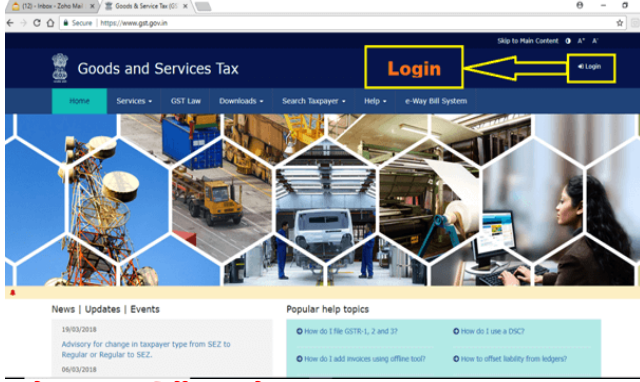 (12) - Inbox - Zoho Mail
Goods & Service Tax (GS
Secure | https://www.gst.gov.in
Skip to Main Content A+ A-
Goods and Services Tax
Login
Login
Home Services GST Law Downloads Search Taxpayer Help e-Way Bill System
News | Updates | Events
Popular help topics
19/03/2018
Advisory for change in taxpayer type from SEZ to
Regular or Regular to SEZ.
06/03/2018
How do I file GSTR-1, 2 and 3?
How do I use a DSC?
How do I add invoices using offline tool?
How to offset liability from ledgers?